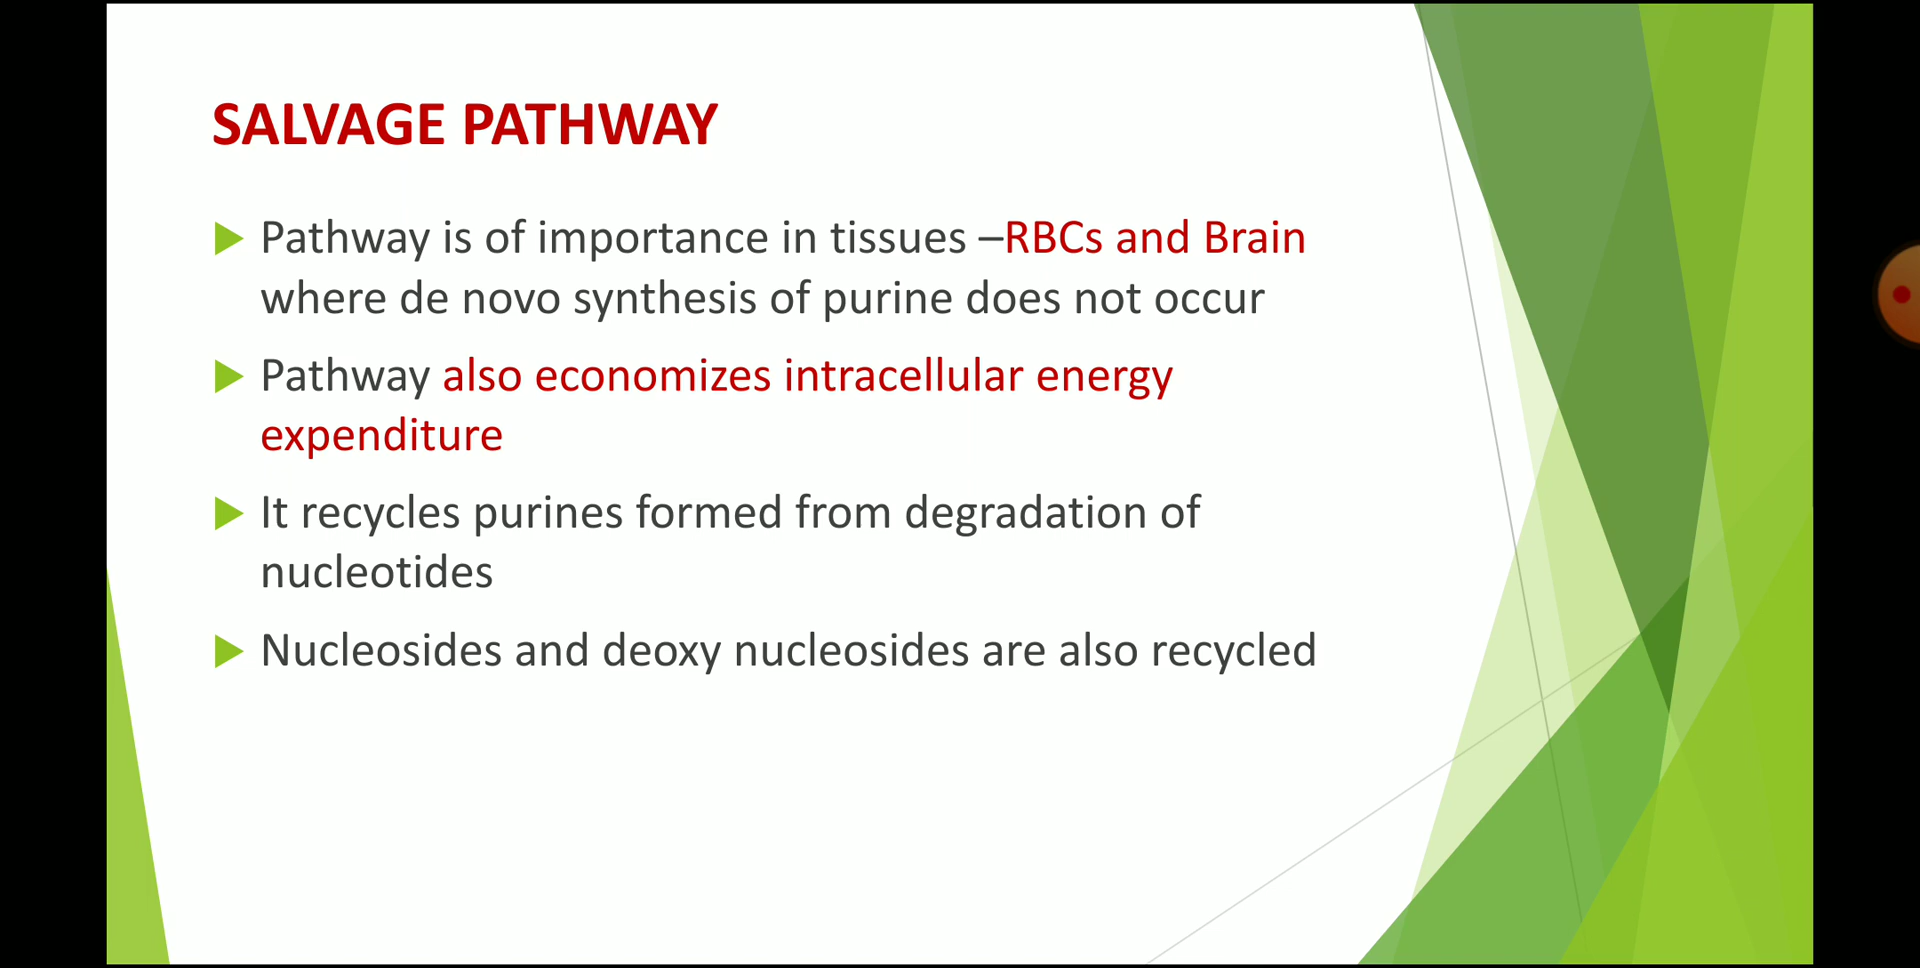 SALVAGE PATHWAY
Pathway is of importance in tissues –RBCs and Brain
where de novo synthesis of purine does not occur
Pathway also economizes intracellular energy
expenditure
It recycles purines formed from degradation of
nucleotides
Nucleosides and deoxy nucleosides are also recycled